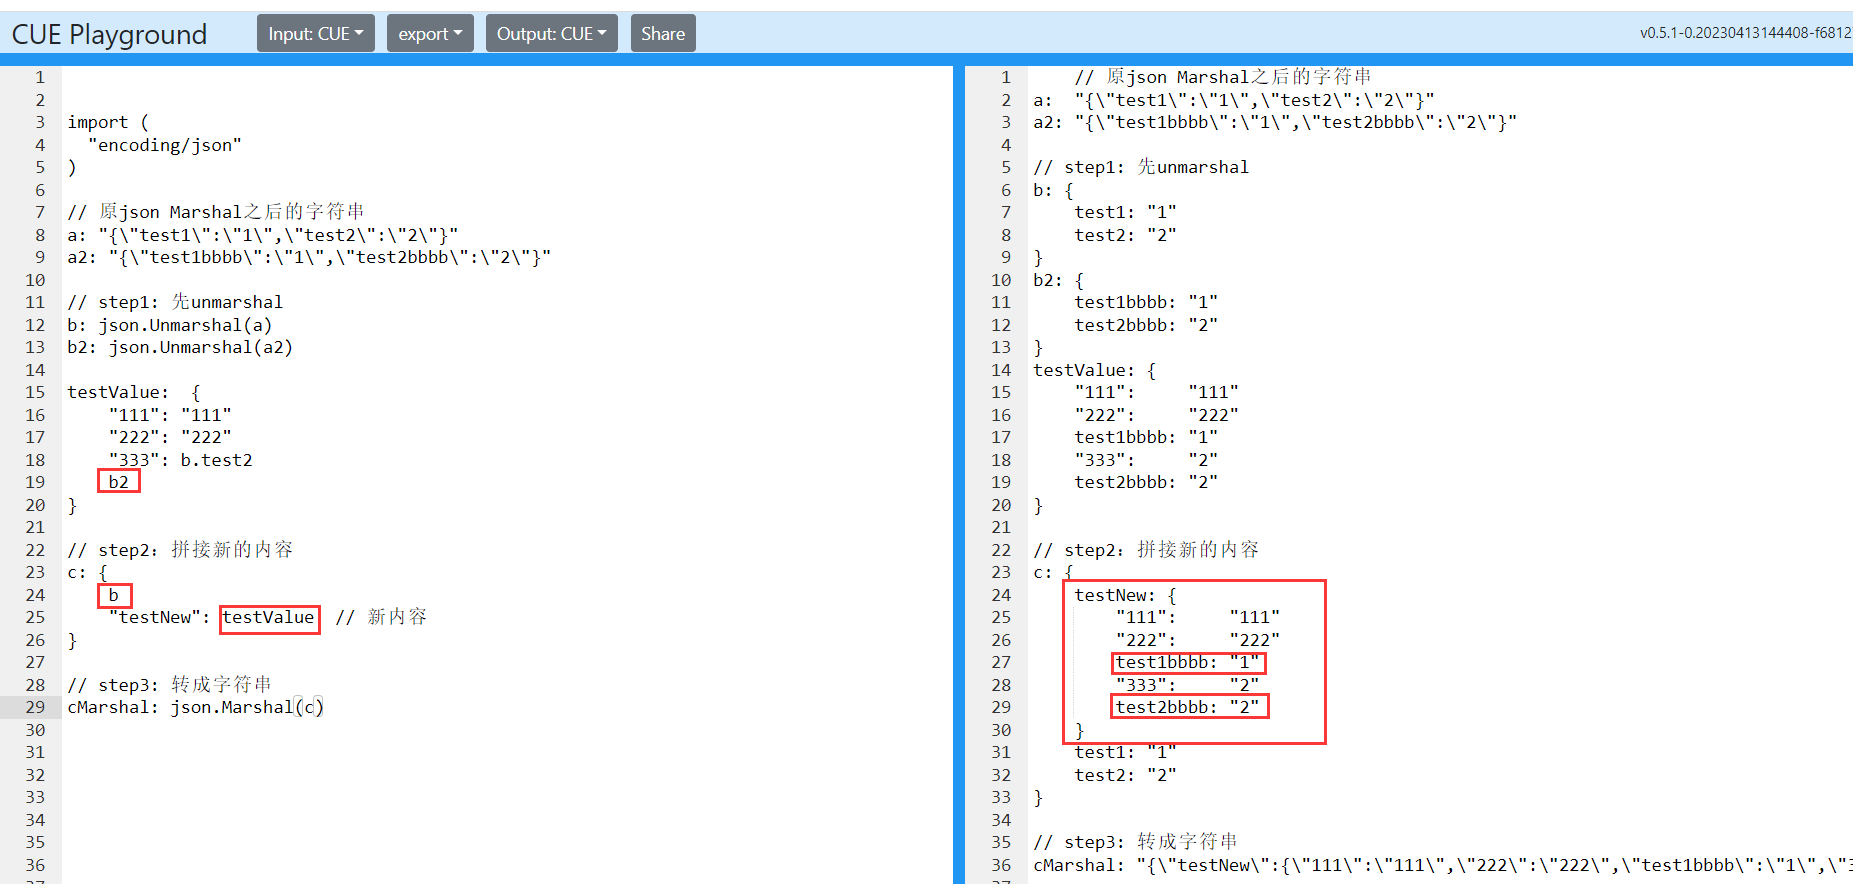 CUE Playground Input: CUE export Output: CUE Share v0.5.1-0.20230413144408-f6812
1
2
3 import (
4 "encoding/json"
5 )
6
7 // 原json Marshal之后的字符串
8 a: "{\"test1\":\"1\",\"test2\":\"2\"}"
9 a2: "{\"test1bbbb\":\"1\",\"test2bbbb\":\"2\"}"
10
11 // step1: 先unmarshal
12 b: json.Unmarshal(a)
13 b2: json.Unmarshal(a2)
14
15 testValue: {
16 "111": "111"
17 "222": "222"
18 "333": b.test2
19 b2
20 }
21
22 // step2: 拼接新的内容
23 c: {
24 b
25 "testNew": testValue // 新内容
26 }
27
28 // step3: 转成字符串
29 cMarshal: json.Marshal(c)
30
31
32
33
34
35
36
1 // 原json Marshal之后的字符串
2 a: "{\"test1\":\"1\",\"test2\":\"2\"}"
3 a2: "{\"test1bbbb\":\"1\",\"test2bbbb\":\"2\"}"
4
5 // step1: 先unmarshal
6 b: {
7 test1: "1"
8 test2: "2"
9 }
10 b2: {
11 test1bbbb: "1"
12 test2bbbb: "2"
13 }
14 testValue: {
15 "111": "111"
16 "222": "222"
17 test1bbbb: "1"
18 "333": "2"
19 test2bbbb: "2"
20 }
21
22 // step2: 拼接新的内容
23 c: {
24 testNew: {
25 "111": "111"
26 "222": "222"
27 test1bbbb: "1"
28 "333": "2"
29 test2bbbb: "2"
30 }
31 test1: "1"
32 test2: "2"
33 }
34
35 // step3: 转成字符串
36 cMarshal: "{\"testNew\":{\"111\":\"111\",\"222\":\"222\",\"test1bbbb\":\"1\",\"